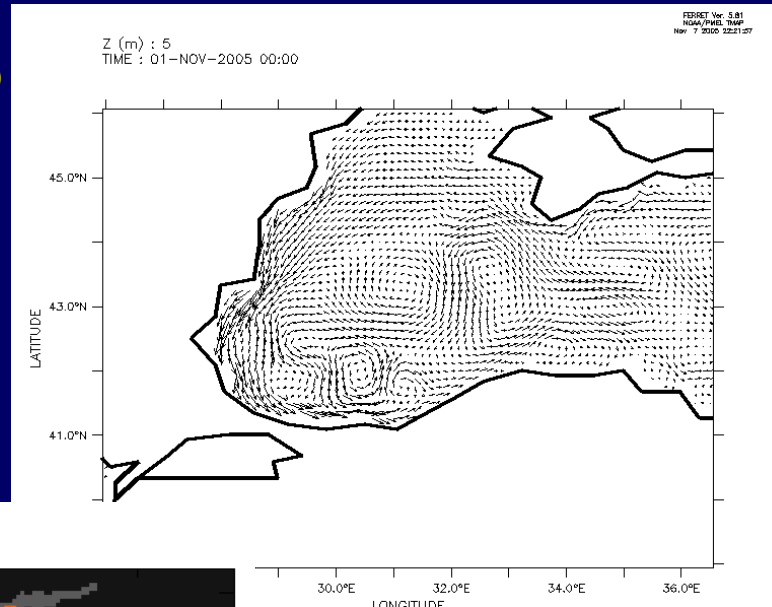 FERRET Ver. 5.81
NOAA/PMEL TMAP
Nov 7 2005 22:21:37
Z (m) : 5
TIME : 01-NOV-2005 00:00
45.0°N
43.0°N
41.0°N
LATITUDE
30.0°E 32.0°E 34.0°E 36.0°E
LONGITUDE